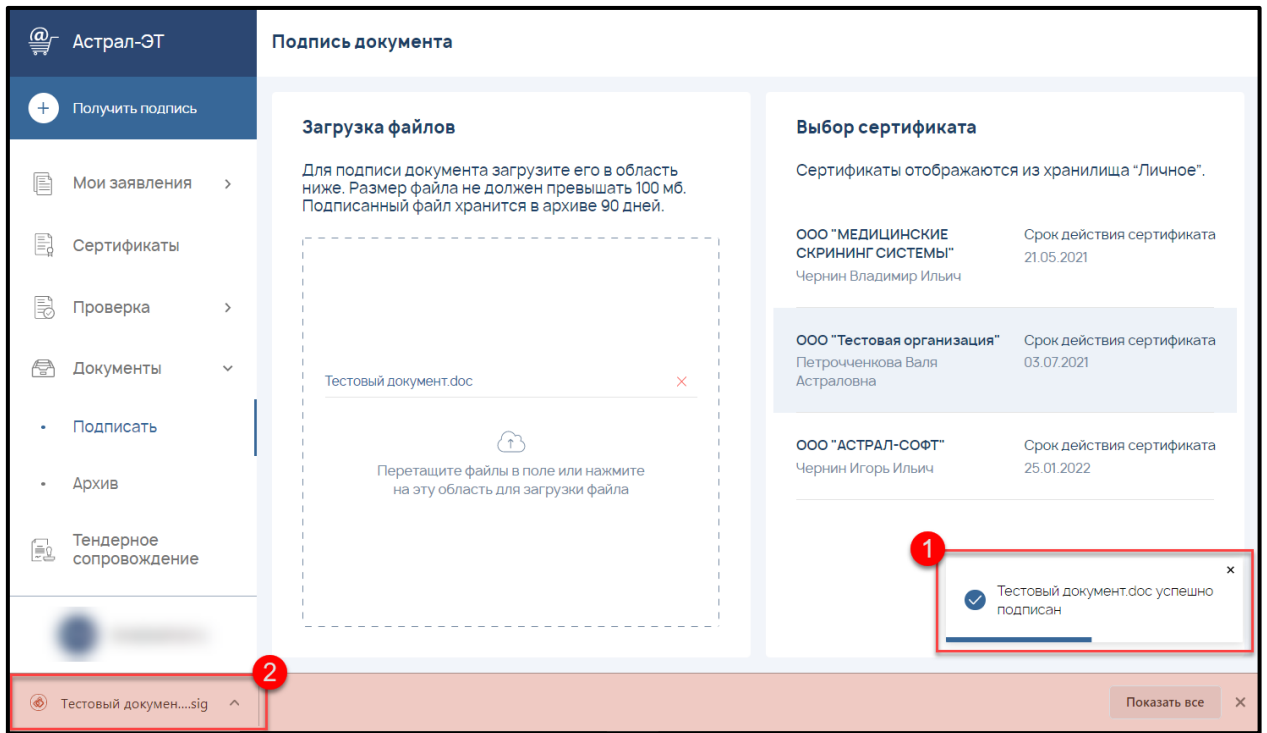 Астрал-ЭТ
Получить подпись
Мои заявления
Сертификаты
Проверка
Документы
Подписать
Архив
Тендерное
сопровождение
Подпись документа
Загрузка файлов
Для подписи документа загрузите его в область
ниже. Размер файла не должен превышать 100 мб.
Подписанный файл хранится в архиве 90 дней.
Тестовый документ.doc
Перетащите файлы в поле или нажмите
на эту область для загрузки файла
Выбор сертификата
Сертификаты отображаются из хранилища “Личное”.
ООО "МЕДИЦИНСКИЕ
СКРИНИНГ СИСТЕМЫ"
Чернин Владимир Ильич
Срок действия сертификата
21.05.2021
ООО "Тестовая организация"
Петрочченкова Валя
Астраловна
Срок действия сертификата
03.07.2021
ООО "АСТРАЛ-СОФТ"
Чернин Игорь Ильич
Срок действия сертификата
25.01.2022
1
Тестовый документ.doc успешно
подписан
2
Тестовый докумен....sig
Показать все